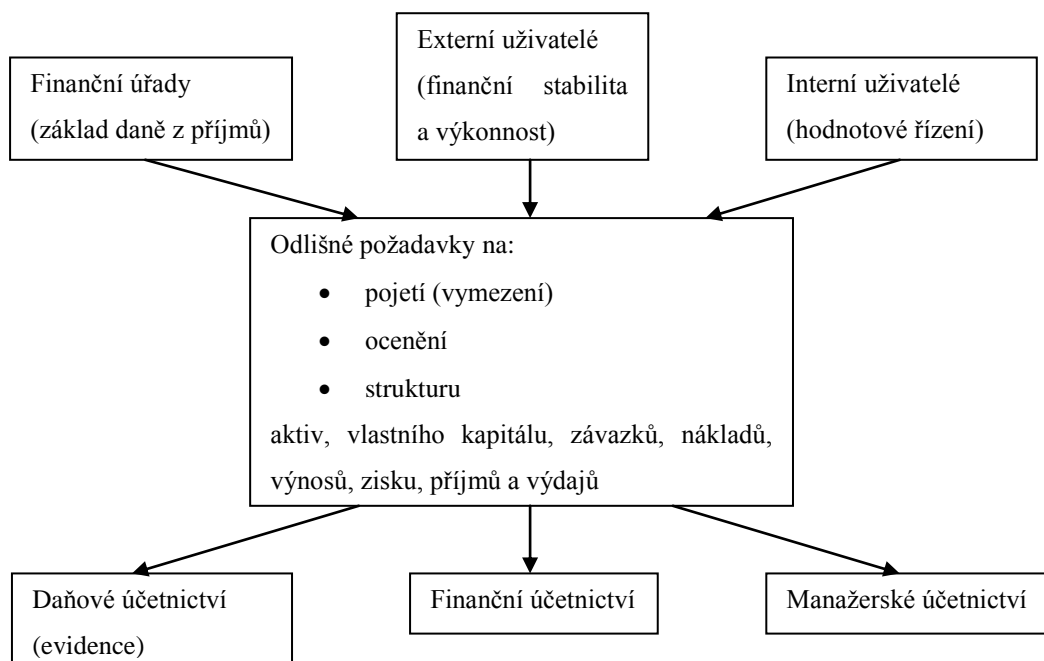 Finanční úřady
(základ daně z příjmů)
Externí uživatelé
(finanční stabilita
a výkonnost)
Interní uživatelé
(hodnotové řízení)
Odlišné požadavky na:
• pojetí (vymezení)
• ocenění
• strukturu
aktiv, vlastního kapitálu, závazků, nákladů,
výnosů, zisku, příjmů a výdajů
Daňové účetnictví
(evidence)
Finanční účetnictví
Manažerské účetnictví